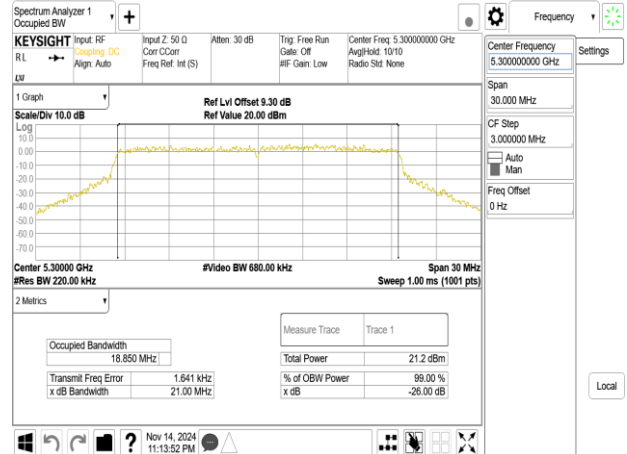 Spectrum Analyzer 1
Occupied BW
+
Frequency
KEYSIGHT Input: RF Input Z: 50 Ω Atten: 30 dB Trig: Free Run Center Freq: 5.300000000 GHz
R L Coupling: DC Corr CCorr Gate: Off Avg|Hold: 10/10
Align: Auto Freq Ref: Int (S) #IF Gain: Low Radio Std: None
LXI
Center Frequency
5.300000000 GHz
Settings
Span
30.000 MHz
CF Step
3.000000 MHz
Auto
Man
Freq Offset
0 Hz
1 Graph
Ref Lvl Offset 9.30 dB
Scale/Div 10.0 dB Ref Value 20.00 dBm
Log
10.0
0.00
-10.0
-20.0
-30.0
-40.0
-50.0
-60.0
-70.0
Center 5.30000 GHz #Video BW 680.00 kHz Span 30 MHz
#Res BW 220.00 kHz Sweep 1.00 ms (1001 pts)
2 Metrics
Measure Trace Trace 1
Occupied Bandwidth
18.850 MHz
Total Power 21.2 dBm
Transmit Freq Error 1.641 kHz % of OBW Power 99.00 %
x dB Bandwidth 21.00 MHz x dB -26.00 dB
Local
? Nov 14, 2024
11:13:52 PM